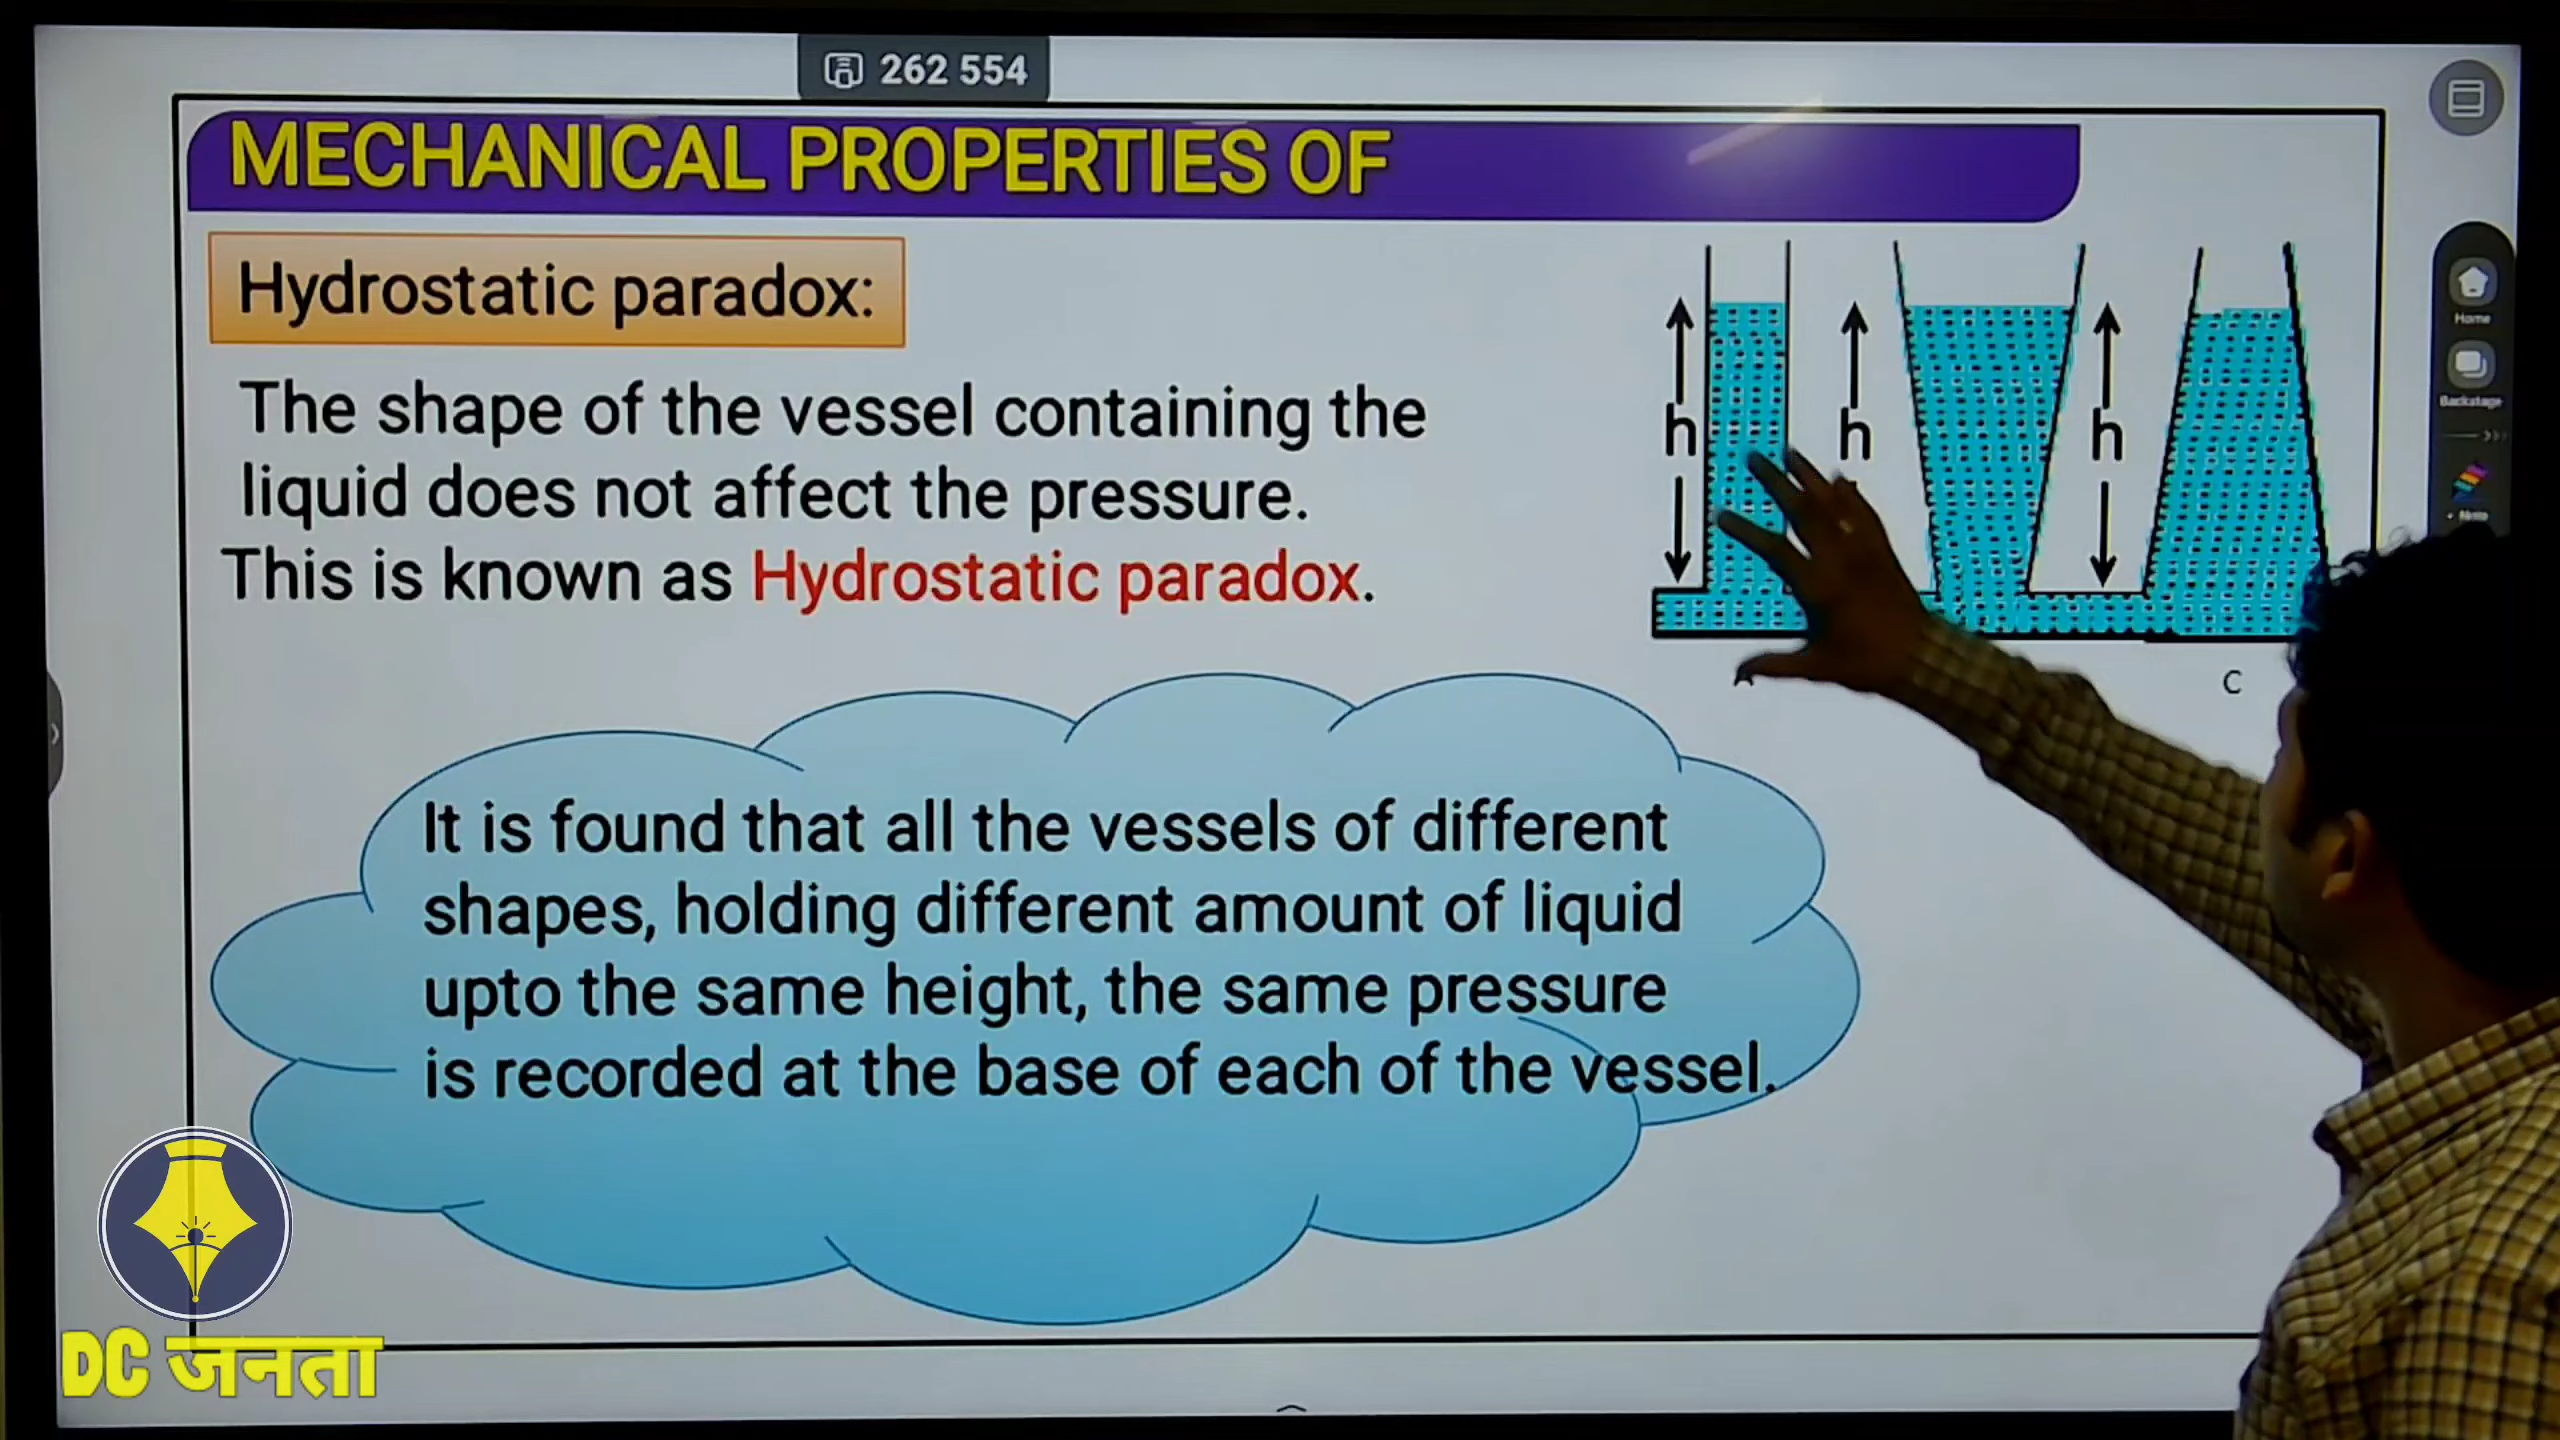 262 554
MECHANICAL PROPERTIES OF
Hydrostatic paradox:
The shape of the vessel containing the
liquid does not affect the pressure.
This is known as Hydrostatic paradox.
h
h
h
A
C
It is found that all the vessels of different
shapes, holding different amount of liquid
upto the same height, the same pressure
is recorded at the base of each of the vessel.
Home
Backstage
Note
DC जनता